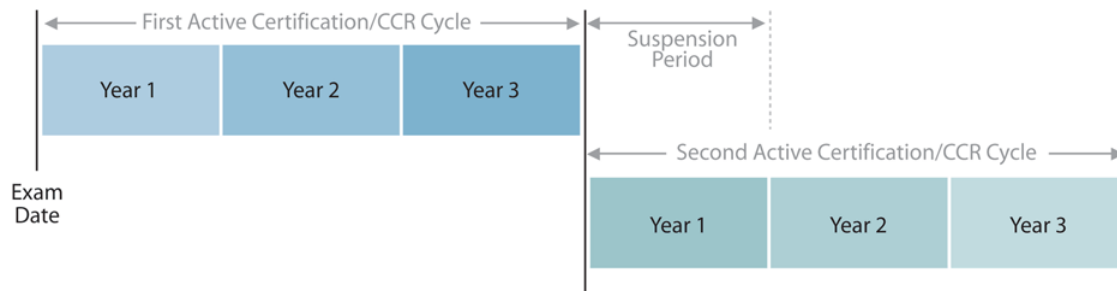 First Active Certification/CCR Cycle
Suspension
Period
Year 1
Year 2
Year 3
Exam
Date
Second Active Certification/CCR Cycle
Year 1
Year 2
Year 3